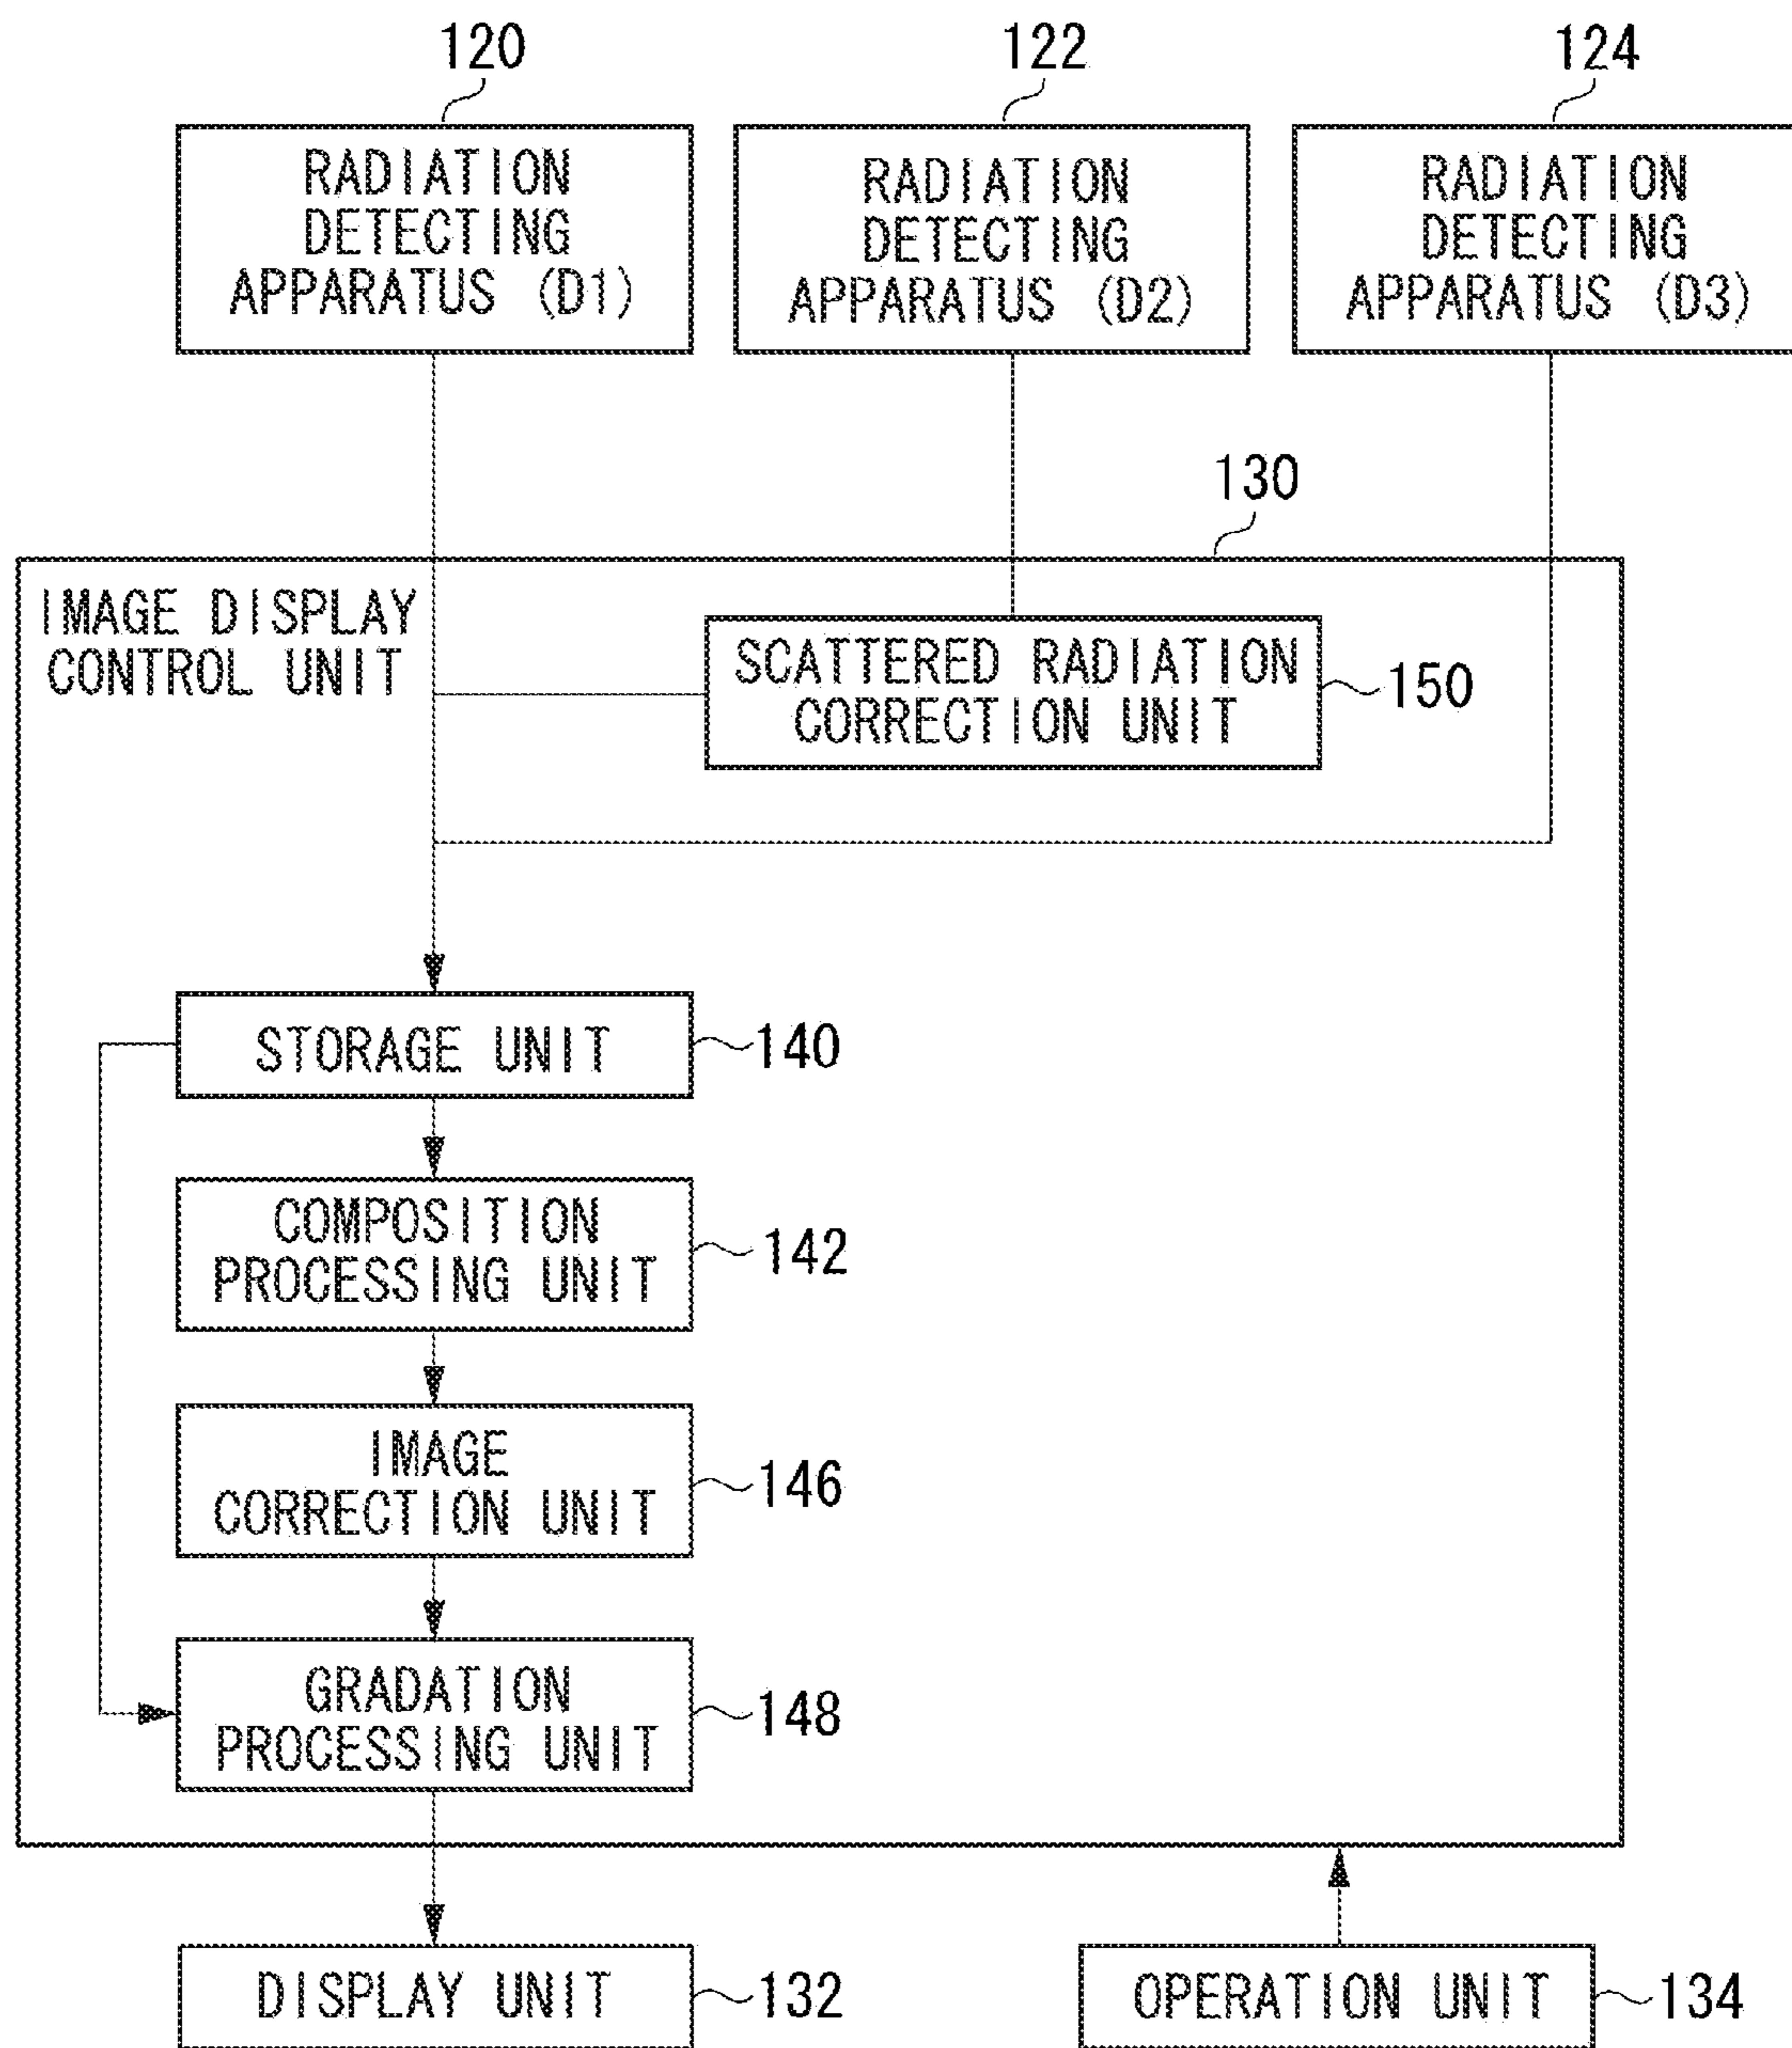 120
122
124
RADIATION
DETECTING
APPARATUS (D1)
RADIATION
DETECTING
APPARATUS (D2)
RADIATION
DETECTING
APPARATUS (D3)
130
IMAGE DISPLAY
CONTROL UNIT
SCATTERED RADIATION
CORRECTION UNIT
150
STORAGE UNIT
140
COMPOSITION
PROCESSING UNIT
142
IMAGE
CORRECTION UNIT
146
GRADATION
PROCESSING UNIT
148
DISPLAY UNIT
132
OPERATION UNIT
134